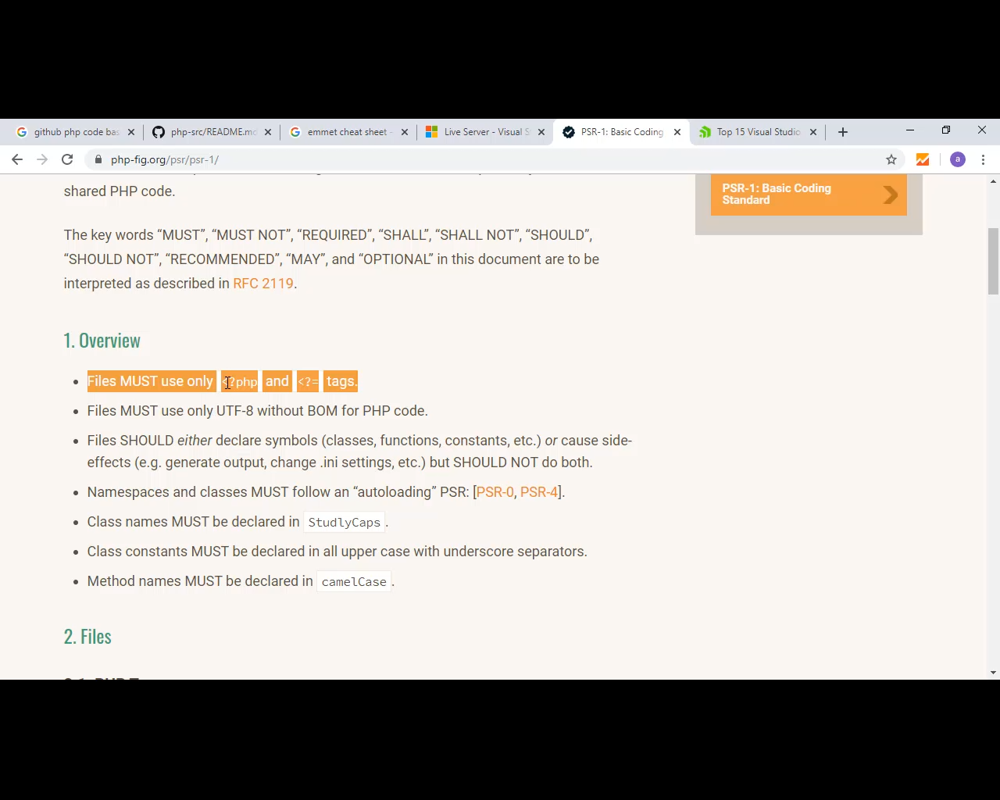 github php code bas
php-src/README.md
emmet cheat sheet -
Live Server - Visual S
PSR-1: Basic Coding
Top 15 Visual Studio
php-fig.org/psr/psr-1/
a
shared PHP code.
PSR-1: Basic Coding
Standard
The key words “MUST”, “MUST NOT”, “REQUIRED”, “SHALL”, “SHALL NOT”, “SHOULD”,
“SHOULD NOT”, “RECOMMENDED”, “MAY”, and “OPTIONAL” in this document are to be
interpreted as described in RFC 2119.
1. Overview
Files MUST use only <?php and <?= tags.
Files MUST use only UTF-8 without BOM for PHP code.
Files SHOULD either declare symbols (classes, functions, constants, etc.) or cause side-
effects (e.g. generate output, change .ini settings, etc.) but SHOULD NOT do both.
Namespaces and classes MUST follow an “autoloading” PSR: [PSR-0, PSR-4].
Class names MUST be declared in StudlyCaps.
Class constants MUST be declared in all upper case with underscore separators.
Method names MUST be declared in camelCase.
2. Files